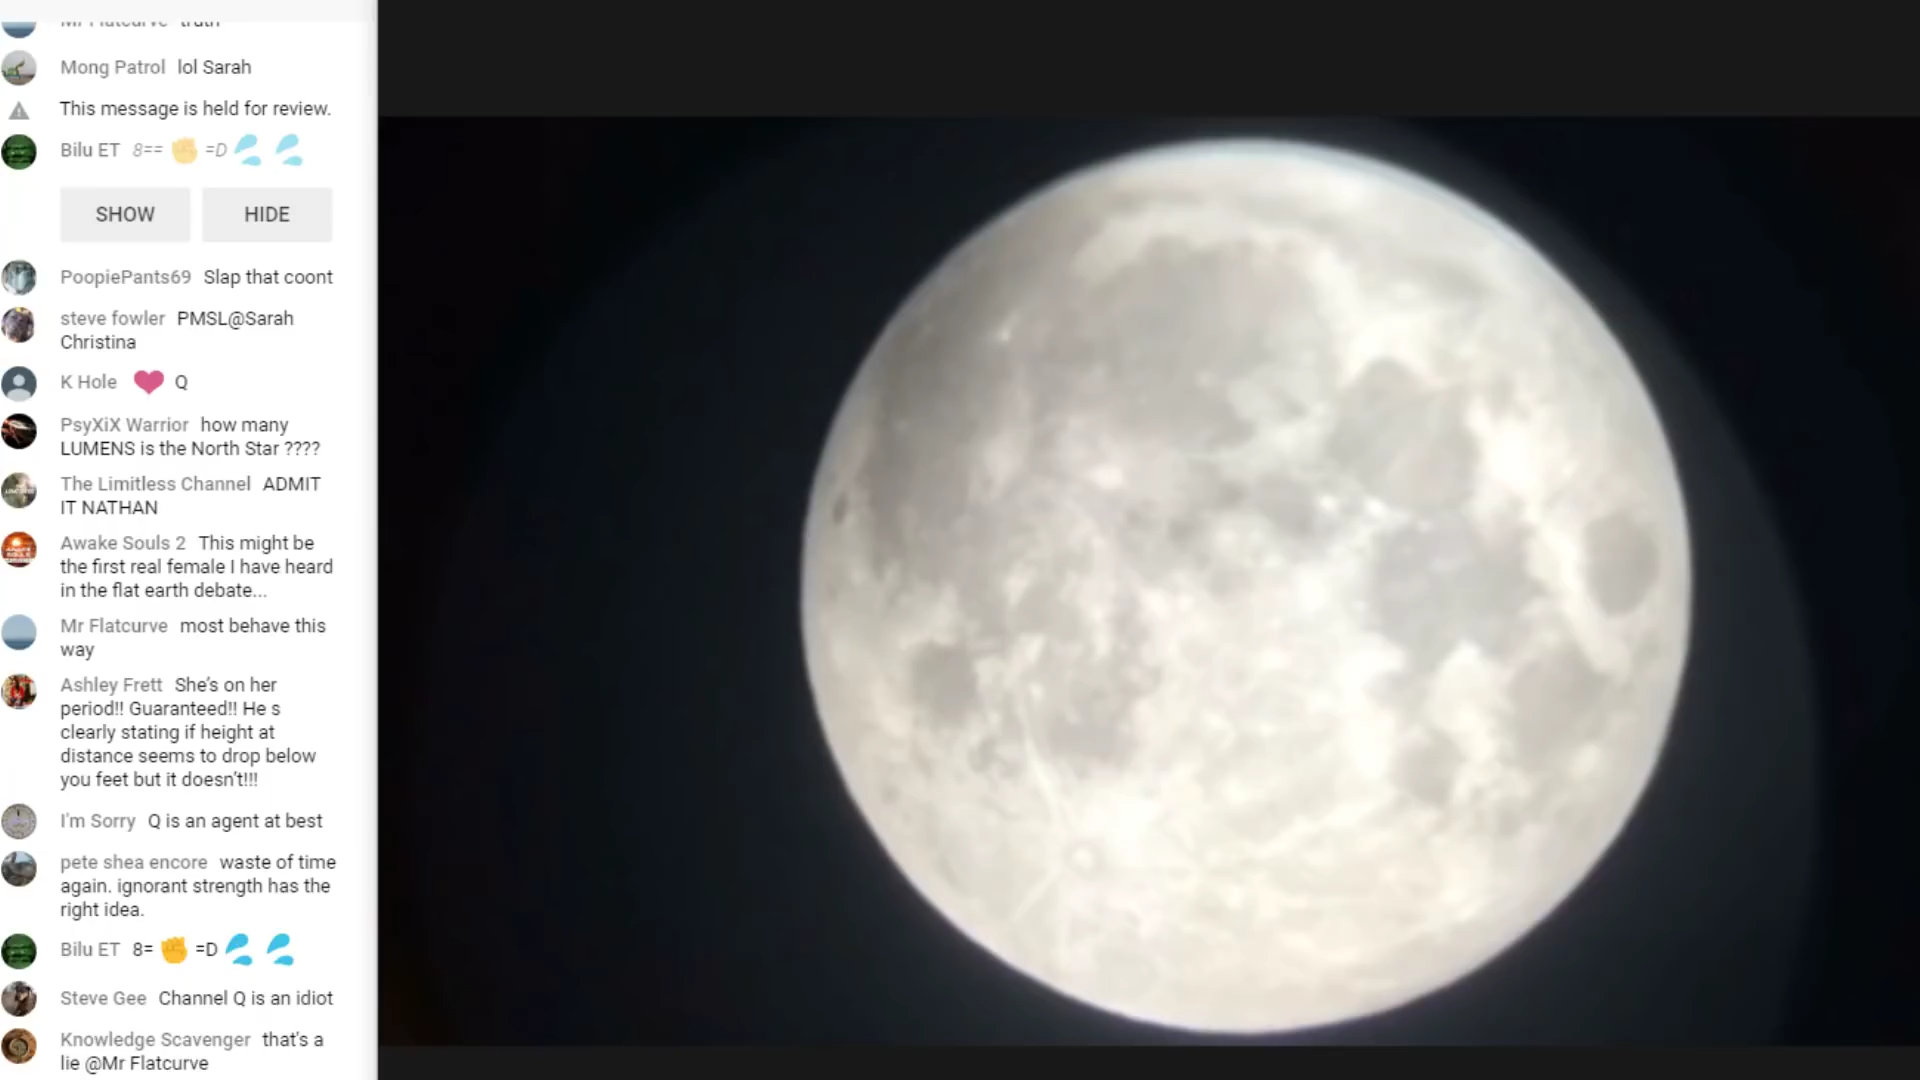 Mr Flatcurve truth
Mong Patrol lol Sarah
This message is held for review.
Bilu ET 8== ✊ =D 💦 💦
SHOW HIDE
PoopiePants69 Slap that coont
steve fowler PMSL@Sarah
Christina
K Hole ❤ Q
PsyXiX Warrior how many
LUMENS is the North Star ????
The Limitless Channel ADMIT
IT NATHAN
Awake Souls 2 This might be
the first real female I have heard
in the flat earth debate...
Mr Flatcurve most behave this
way
Ashley Frett She's on her
period!! Guaranteed!! He s
clearly stating if height at
distance seems to drop below
you feet but it doesn't!!!
I'm Sorry Q is an agent at best
pete shea encore waste of time
again. ignorant strength has the
right idea.
Bilu ET 8= ✊ =D 💦 💦
Steve Gee Channel Q is an idiot
Knowledge Scavenger that's a
lie @Mr Flatcurve